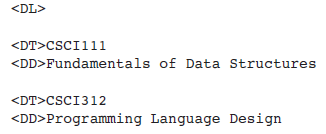 <DL>
<DT>CSCI111
<DD>Fundamentals of Data Structures
<DT>CSCI312
<DD>Programming Language Design